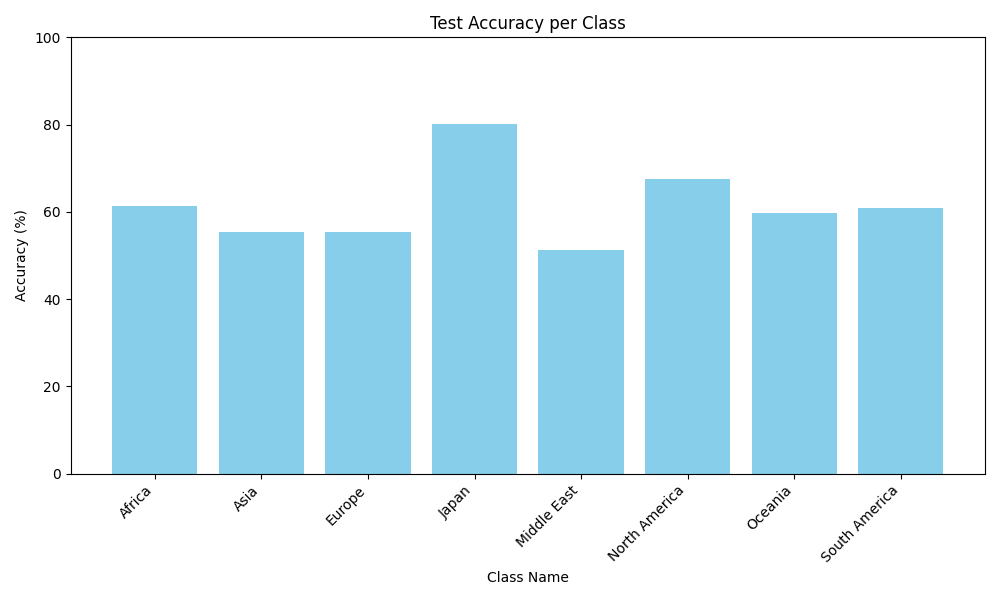 Test Accuracy per Class
100
80
60
40
20
0
Accuracy (%)
Africa
Asia
Europe
Japan
Middle East
North America
Oceania
South America
Class Name